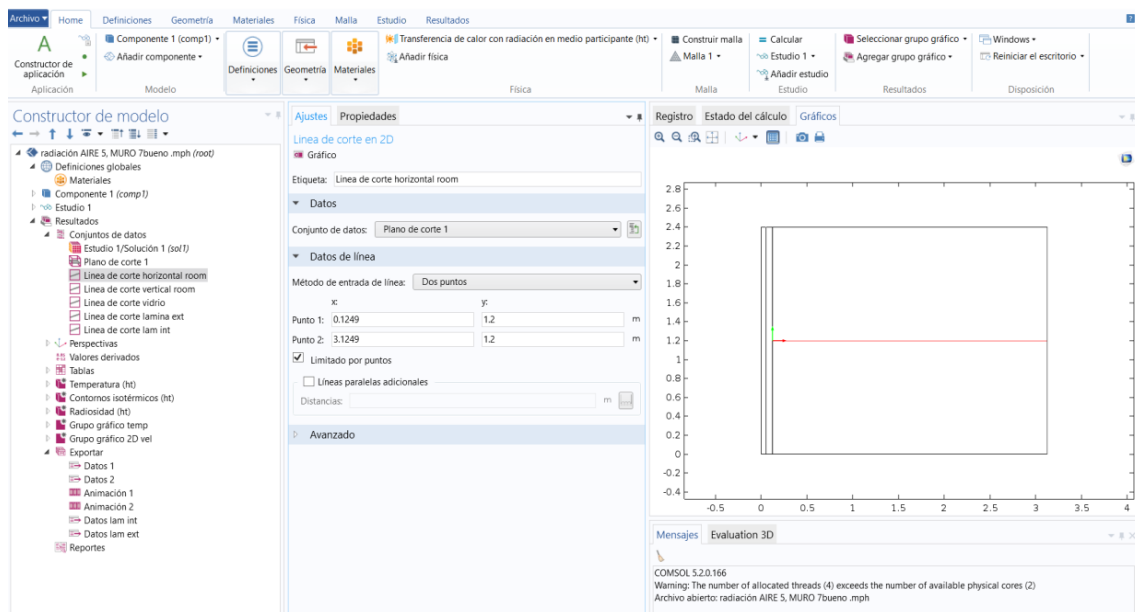 Archivo Home Definiciones Geometría Materiales Física Malla Estudio Resultados
Constructor de aplicación
Aplicación
Componente 1 (comp1)
Añadir componente
Modelo
Definiciones Geometría Materiales
Transferencia de calor con radiación en medio participante (ht)
Añadir física
Física
Construir malla
Malla 1
Malla
Calcular
Estudio 1
Añadir estudio
Estudio
Seleccionar grupo gráfico
Agregar grupo gráfico
Resultados
Windows
Reiniciar el escritorio
Disposición
Constructor de modelo
radiación AIRE 5, MURO 7bueno .mph (root)
Definiciones globales
Materiales
Componente 1 (comp1)
Estudio 1
Resultados
Conjuntos de datos
Estudio 1/Solución 1 (sol1)
Plano de corte 1
Linea de corte horizontal room
Linea de corte vertical room
Linea de corte vidrio
Linea de corte lamina ext
Linea de corte lam int
Perspectivas
Valores derivados
Tablas
Temperatura (ht)
Contornos isotérmicos (ht)
Radiosidad (ht)
Grupo gráfico temp
Grupo gráfico 2D vel
Exportar
Datos 1
Datos 2
Animación 1
Animación 2
Datos lam int
Datos lam ext
Reportes
Ajustes Propiedades
Linea de corte en 2D
Gráfico
Etiqueta: Linea de corte horizontal room
Datos
Conjunto de datos: Plano de corte 1
Datos de línea
Método de entrada de línea: Dos puntos
x: y:
Punto 1: 0.1249 1.2 m
Punto 2: 3.1249 1.2 m
Limitado por puntos
Líneas paralelas adicionales
Distancias: m
Avanzado
Registro Estado del cálculo Gráficos
2.8
2.6
2.4
2.2
2
1.8
1.6
1.4
1.2
1
0.8
0.6
0.4
0.2
0
-0.2
-0.4
-0.5 0 0.5 1 1.5 2 2.5 3 3.5 4
Mensajes Evaluation 3D
COMSOL 5.2.0.166
Warning: The number of allocated threads (4) exceeds the number of available physical cores (2)
Archivo abierto: radiación AIRE 5, MURO 7bueno .mph